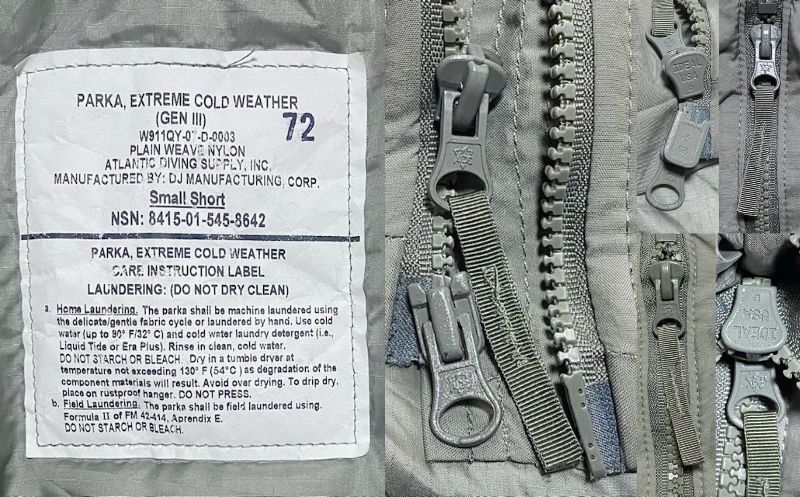 PARKA, EXTREME COLD WEATHER
(GEN III)
72
PLAIN WEAVE NYLON
ATLANTIC DIVING SUPPLY, INC.
MANUFACTURED BY: DJ MANUFACTURING CORP.
Small Short
NSN: 8415-01-545-8642
PARKA, EXTREME COLD WEATHER
CARE INSTRUCTION LABEL
LAUNDERING: (DO NOT DRY CLEAN)
a. Home Laundering. The parka shall be machine laundered using
the delicate/gentle fabric cycle or laundered by hand. Use cold
water (up to 90° F/32° C) and cold water laundry detergent (i.e.,
Liquid Tide or Era Plus). Rinse in clean, cold water.
DO NOT STARCH OR BLEACH. Dry in a tumble dryer at
temperature not exceeding 130° F (54°C) as degradation of the
component materials will result. Avoid over drying. To drip dry,
place on rustproof hanger. DO NOT PRESS.
b. Field Laundering. The parka shall be field laundered using.
Formula II of FM 42-414, Aprendix E.
DO NOT STARCH OR BLEACH.
IDEAL
USA
IDEAL
USA